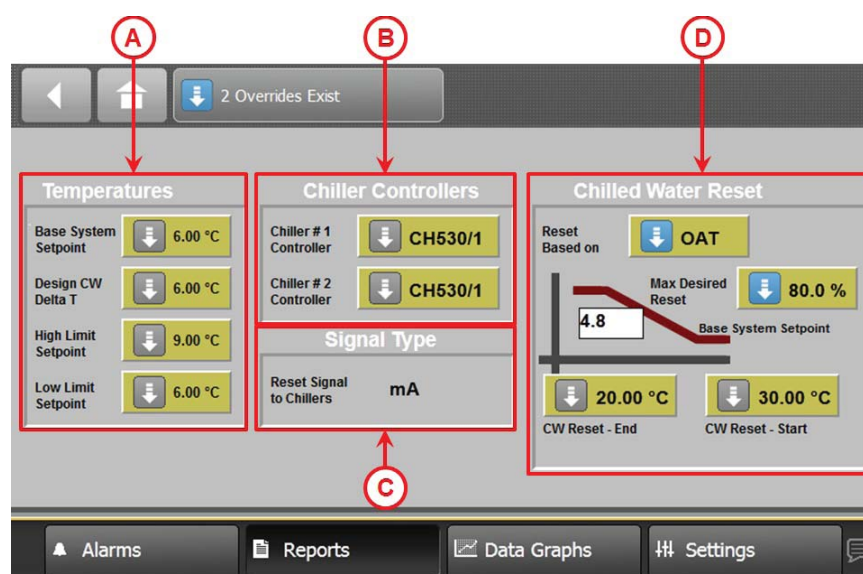 A
B
D
2 Overrides Exist
Temperatures
Base System
Setpoint
6.00 °C
Design CW
Delta T
6.00 °C
High Limit
Setpoint
9.00 °C
Low Limit
Setpoint
6.00 °C
Chiller Controllers
Chiller # 1
Controller
CH530/1
Chiller # 2
Controller
CH530/1
Signal Type
Reset Signal
to Chillers
mA
C
Chilled Water Reset
Reset
Based on
OAT
Max Desired
Reset
80.0 %
4.8
Base System Setpoint
20.00 °C
30.00 °C
CW Reset - End
CW Reset - Start
Alarms
Reports
Data Graphs
Settings